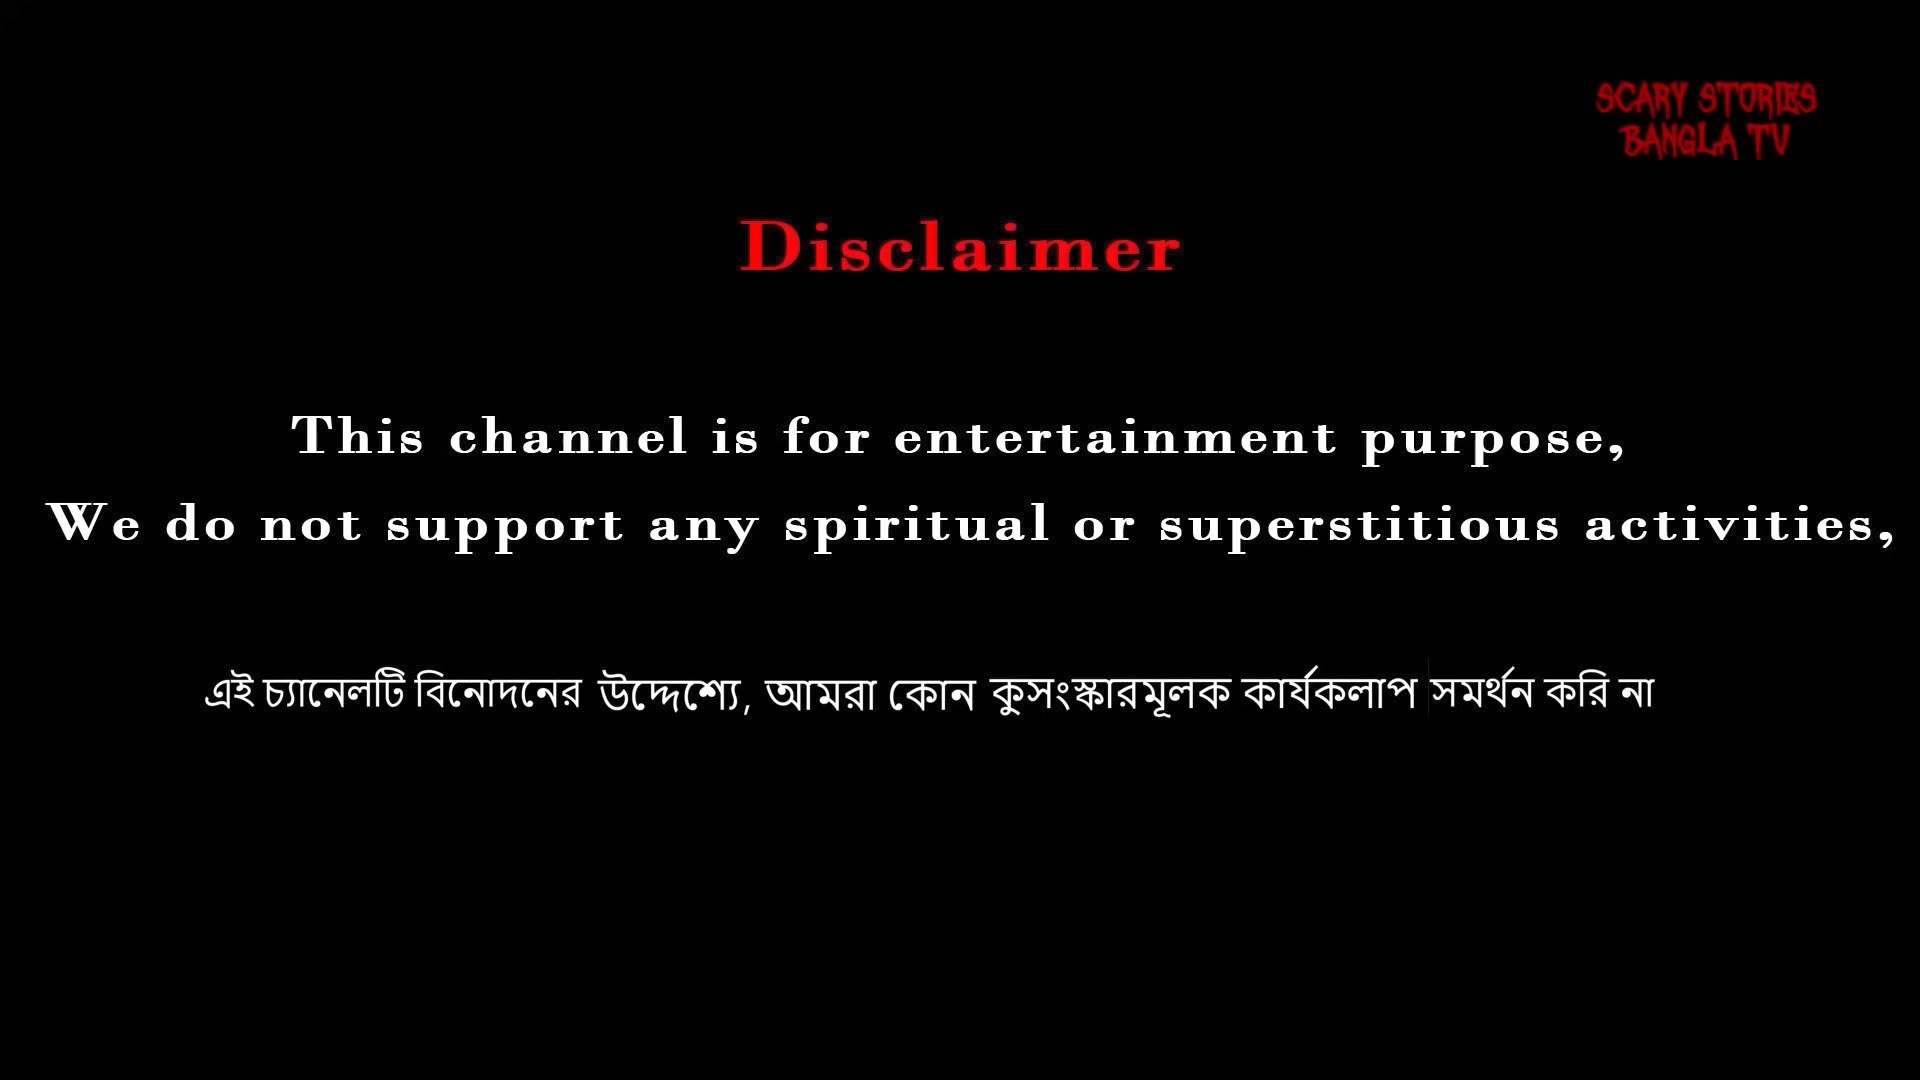 SCARY STORIES
BANGLA TV
Disclaimer
This channel is for entertainment purpose,
We do not support any spiritual or superstitious activities,
এই চ্যানেলটি বিনোদনের উদ্দেশ্যে, আমরা কোন কুসংস্কারমূলক কার্যকলাপ সমর্থন করি না